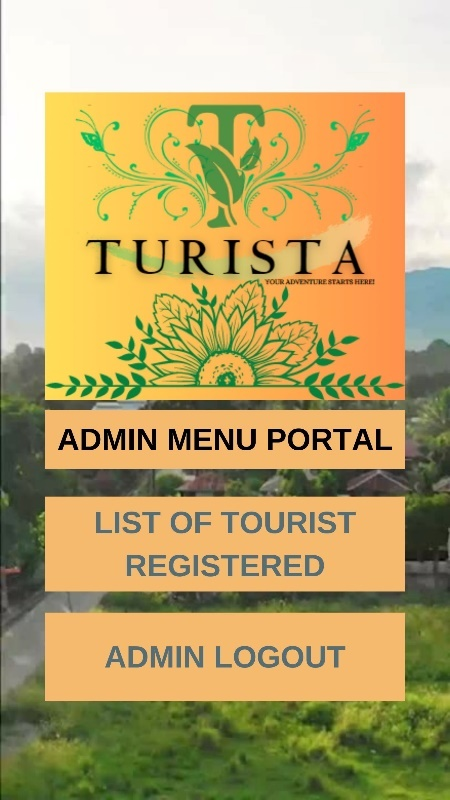 T
TURISTA
YOUR ADVENTURE STARTS HERE!
ADMIN MENU PORTAL
LIST OF TOURIST
REGISTERED
ADMIN LOGOUT